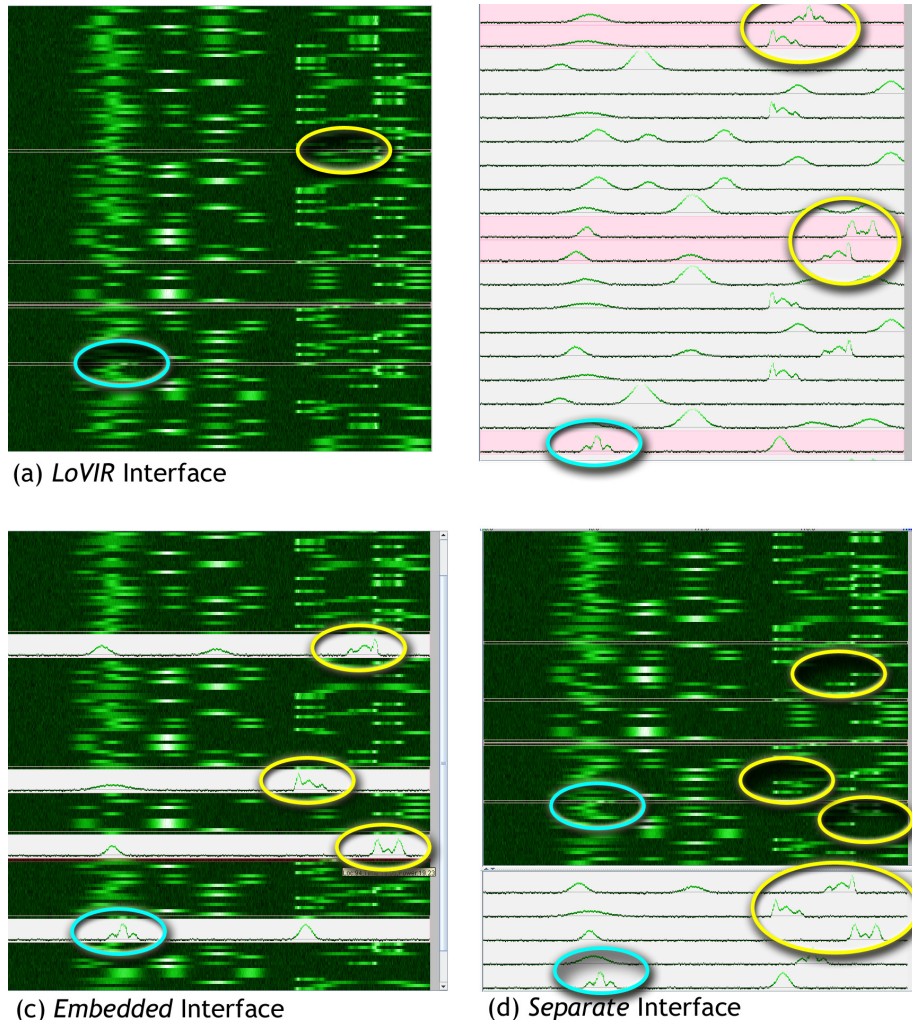 (a) LoVIR Interface
(c) Embedded Interface
(d) Separate Interface